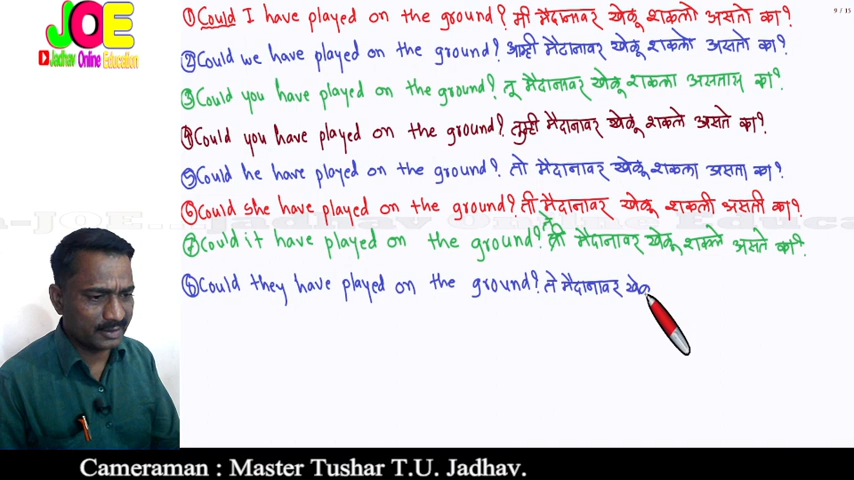 JOE
Jadhav Online Education
9 / 15
① Could I have played on the ground? मी मैदानावर खेळू शकलो असतो का?
② Could we have played on the ground? आम्ही मैदानावर खेळू शकलो असतो का?
③ Could you have played on the ground? तू मैदानावर खेळू शकला असतास का?
④ Could you have played on the ground? तुम्ही मैदानावर खेळू शकले असते का?
⑤ Could he have played on the ground? तो मैदानावर खेळू शकला असता का?
⑥ Could she have played on the ground? ती मैदानावर खेळू शकली असती का?
⑦ Could it have played on the ground? ते मैदानावर खेळू शकले असते का?
⑧ Could they have played on the ground? ते मैदानावर खेळू
Cameraman : Master Tushar T.U. Jadhav.